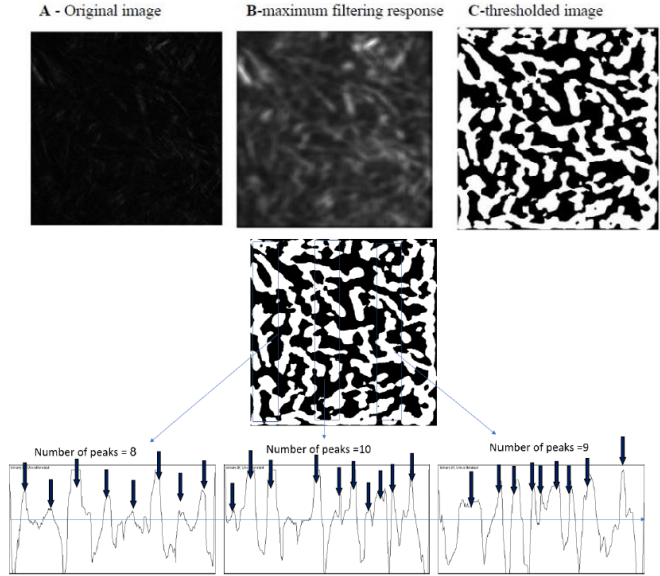 A - Original image
B-maximum filtering response
C-thresholded image
Number of peaks = 8
Number of peaks =10
Number of peaks =9